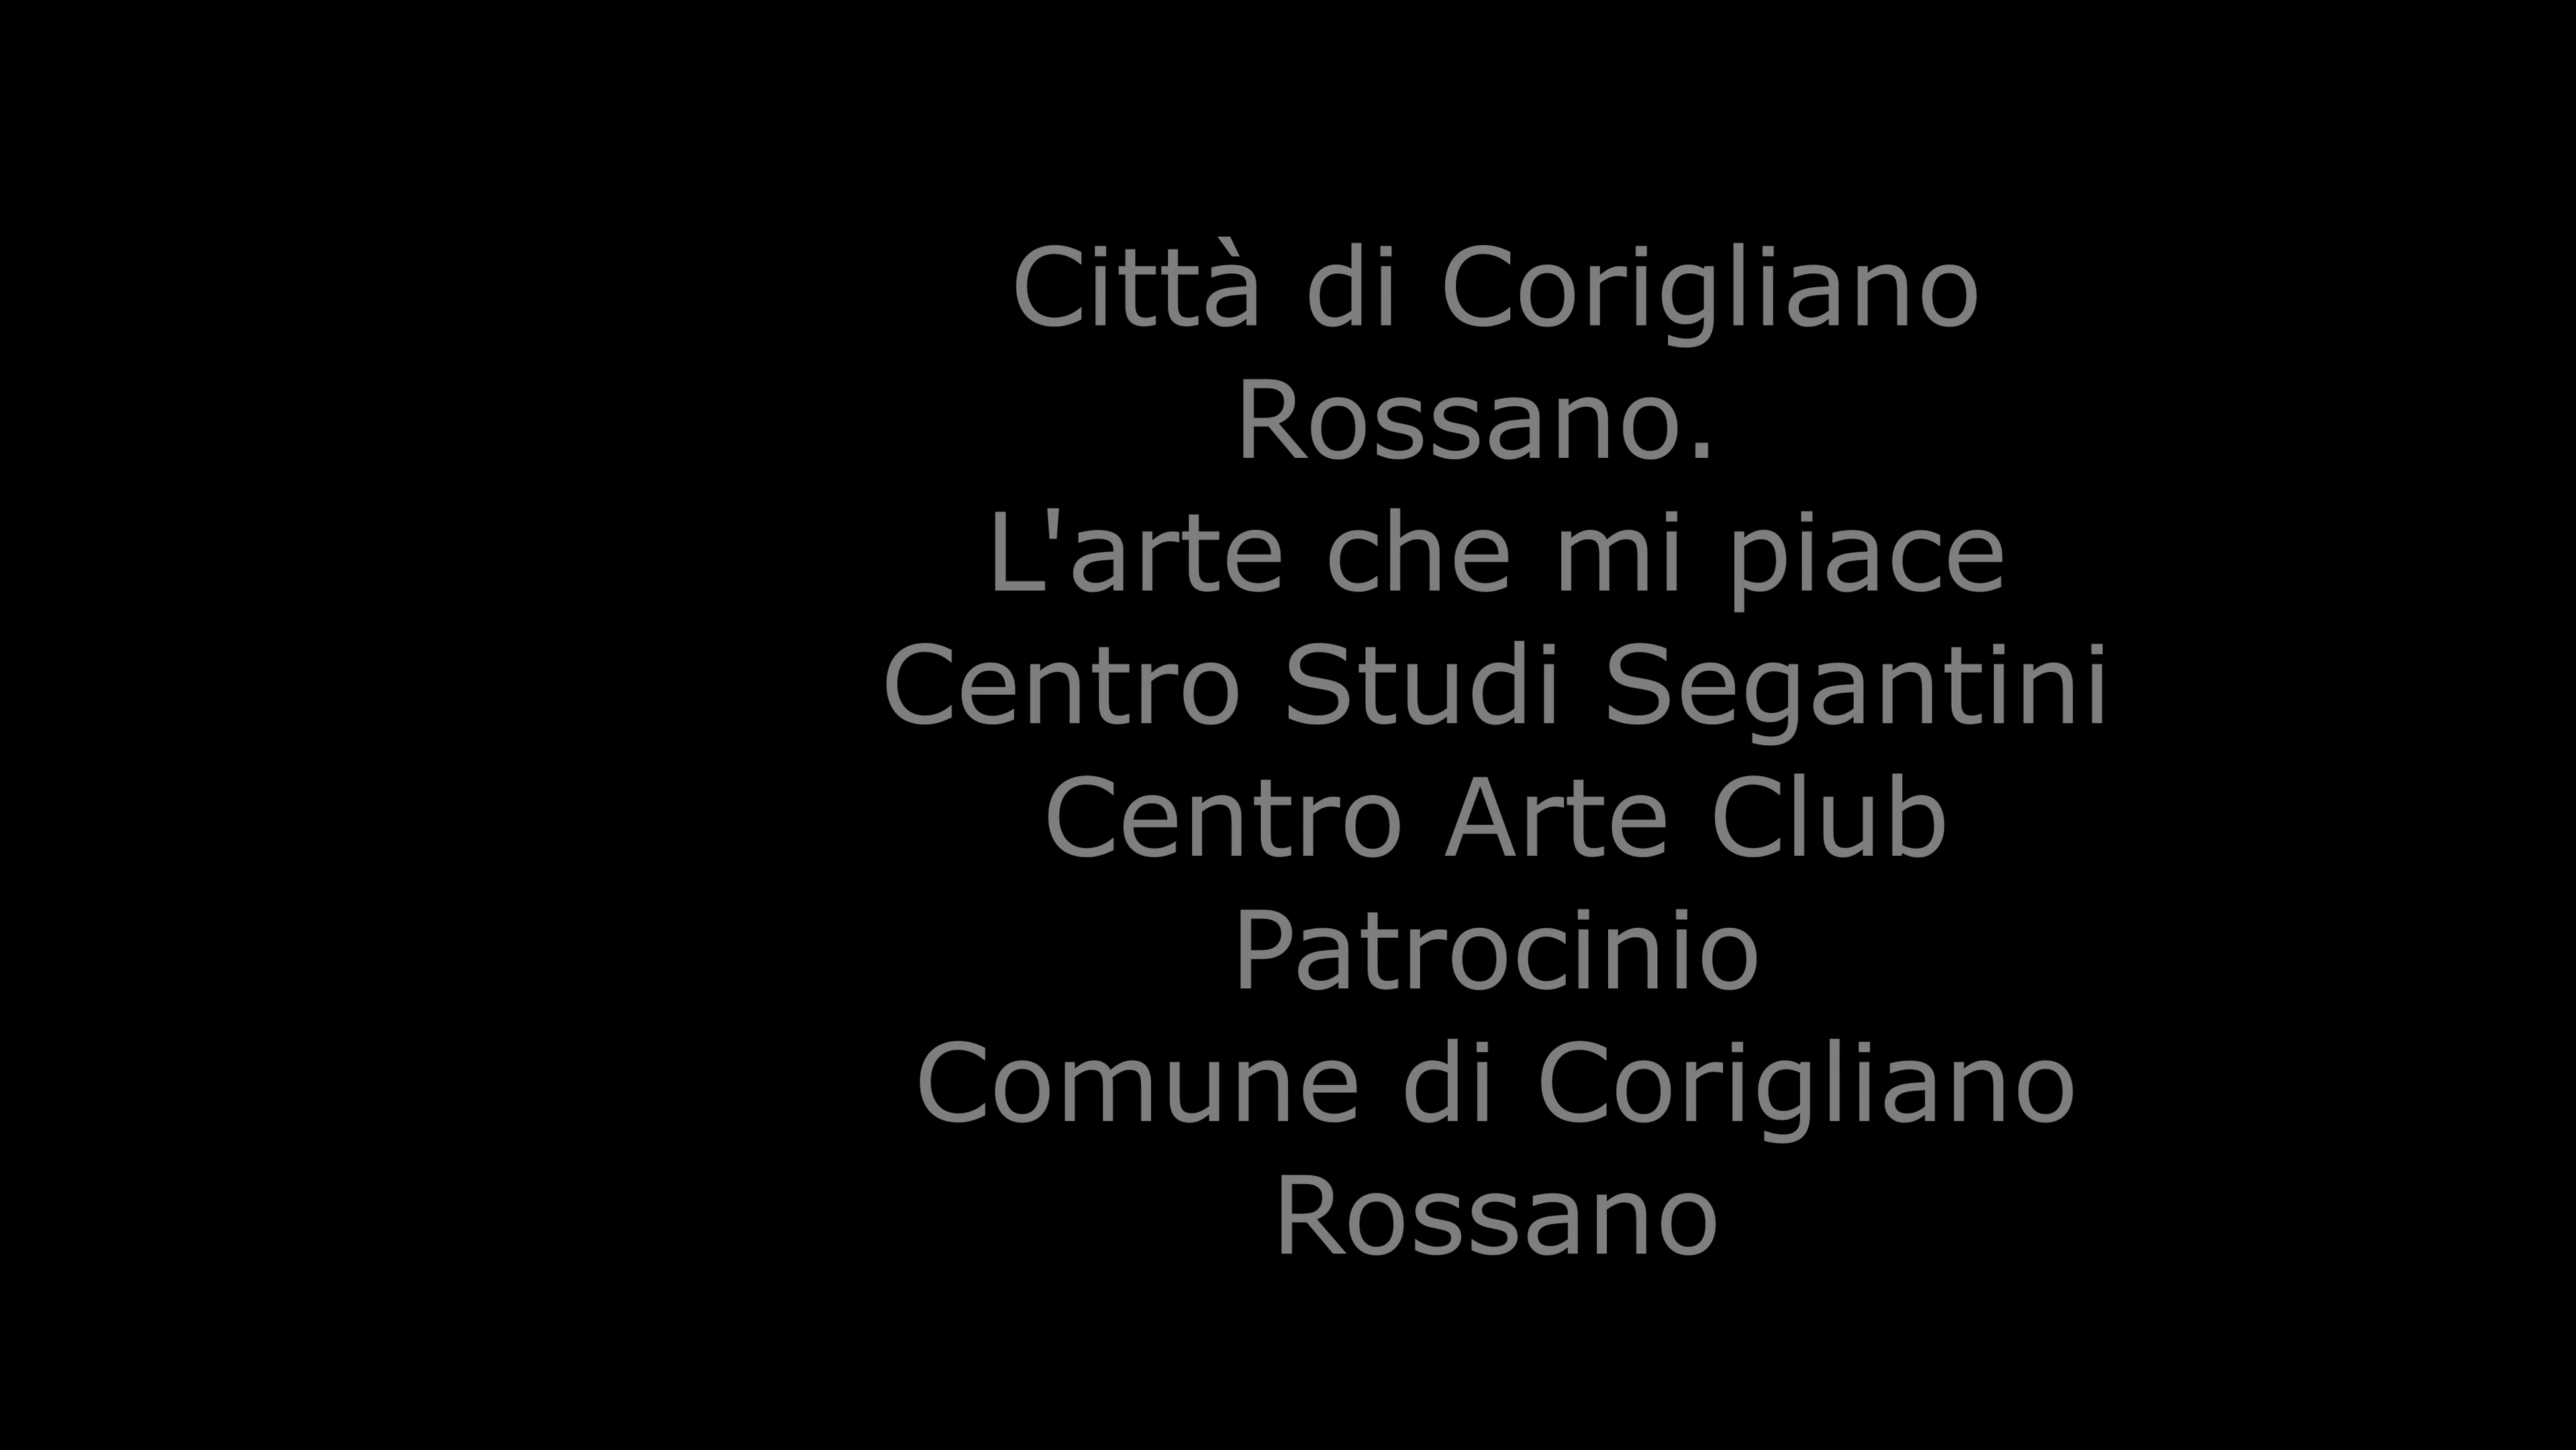 Città di Corigliano
Rossano.
L'arte che mi piace
Centro Studi Segantini
Centro Arte Club
Patrocinio
Comune di Corigliano
Rossano